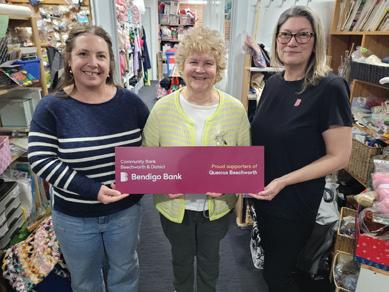 Community Bank
Beechworth & District
Bendigo Bank
Proud supporters of
Quercus Beechworth